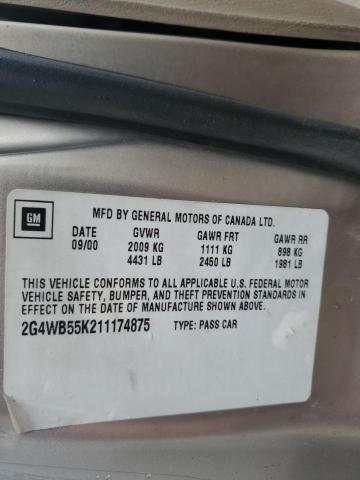 GM
MFD BY GENERAL MOTORS OF CANADA LTD.
DATE GVWR GAWR FRT GAWR RR
09/00 2009 KG 1111 KG 898 KG
4431 LB 2450 LB 1981 LB
THIS VEHICLE CONFORMS TO ALL APPLICABLE U.S. FEDERAL MOTOR
VEHICLE SAFETY, BUMPER, AND THEFT PREVENTION STANDARDS IN
EFFECT ON THE DATE OF MANUFACTURE SHOWN ABOVE.
2G4WB55K211174875 TYPE: PASS CAR